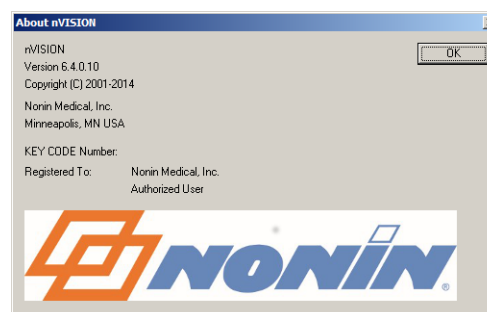 About nVISION
nVISION
OK
Version 6.4.0.10
Copyright (C) 2001-2014
Nonin Medical, Inc.
Minneapolis, MN USA
KEY CODE Number:
Registered To: Nonin Medical, Inc.
Authorized User
NONIN®